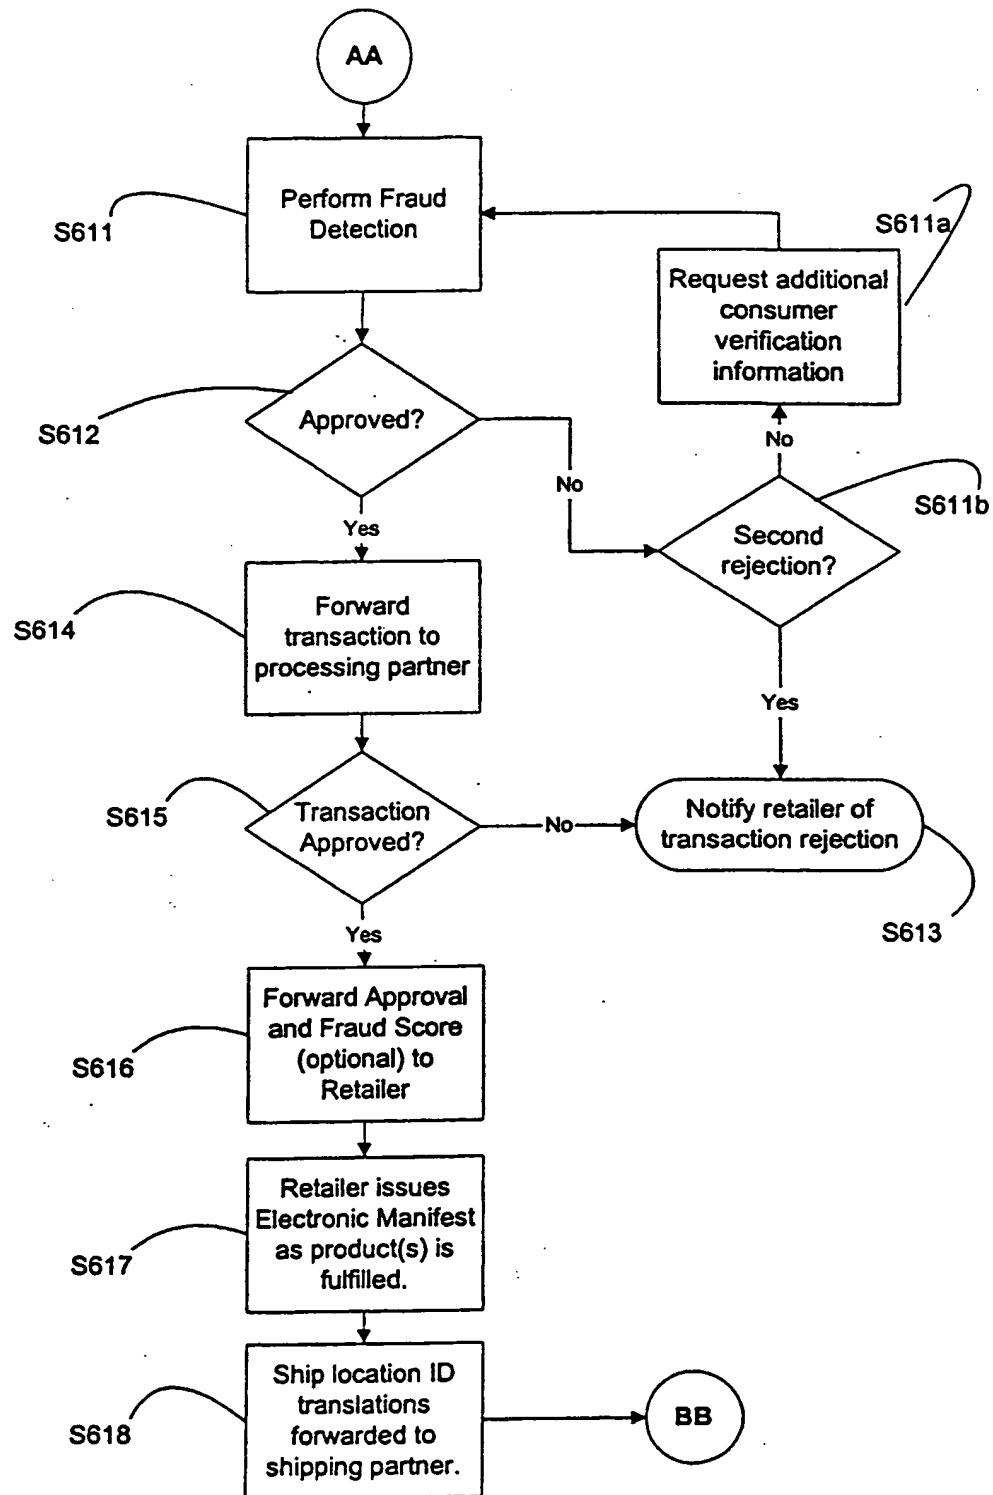 AA
Perform Fraud
Detection
S611
S611a
Request additional
consumer
verification
information
Approved?
S612
No
No
S611b
Second
rejection?
Yes
Forward
transaction to
processing partner
S614
Yes
Transaction
Approved?
S615
No
Notify retailer of
transaction rejection
S613
Yes
Forward Approval
and Fraud Score
(optional) to
Retailer
S616
Retailer issues
Electronic Manifest
as product(s) is
fulfilled.
S617
Ship location ID
translations
forwarded to
shipping partner.
S618
BB